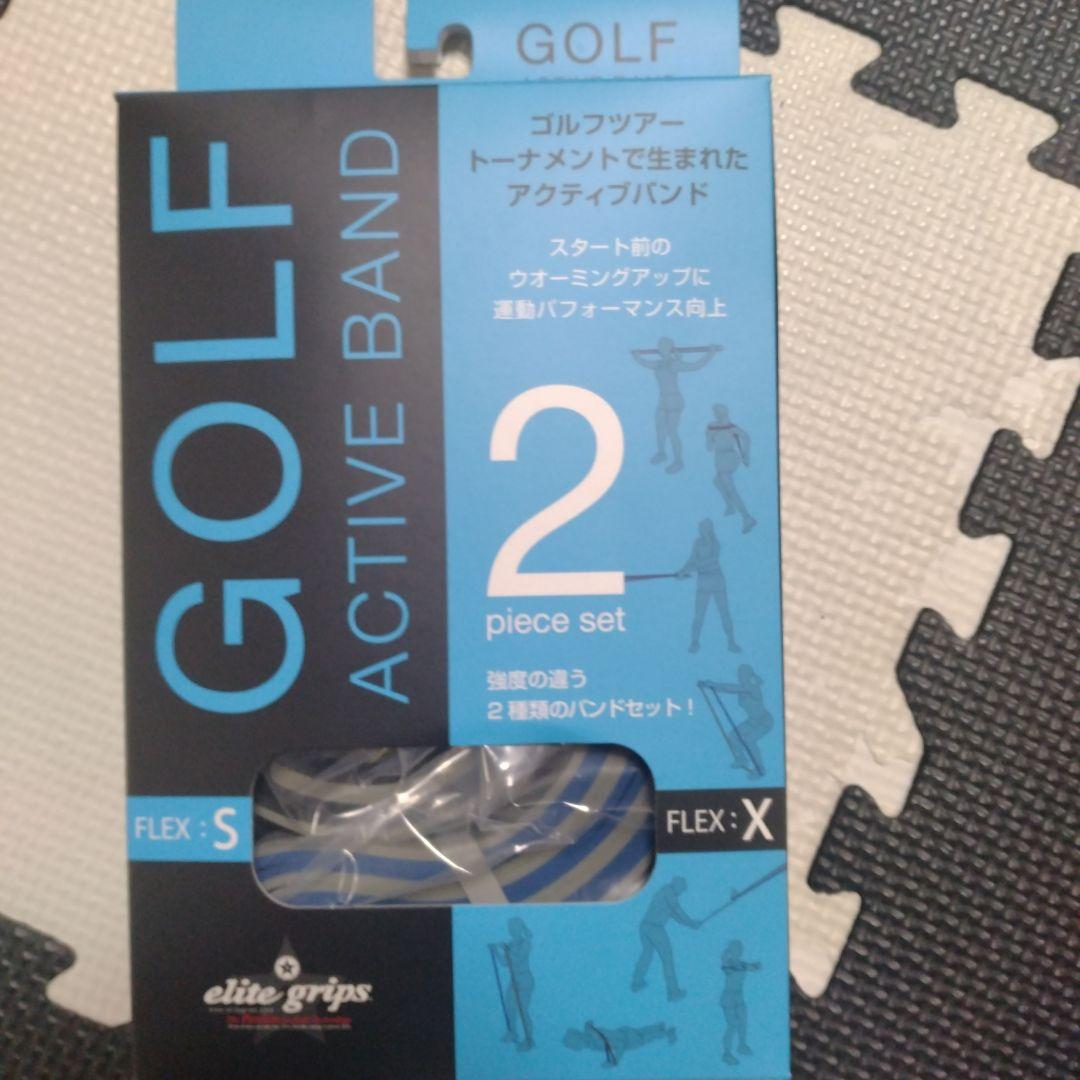 GOLF
GOLF
ACTIVE BAND
ゴルフツアー
トーナメントで生まれた
アクティブバンド
スタート前の
ウオーミングアップに
運動パフォーマンス向上
2
piece set
強度の違う
2種類のバンドセット!
FLEX:S
FLEX:X
elite grips